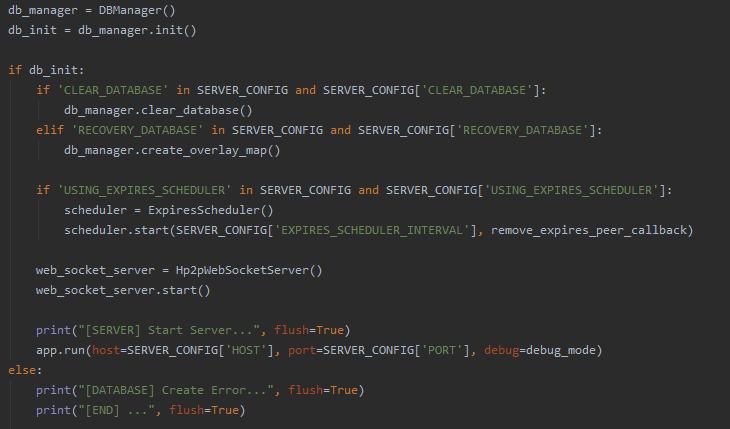 db_manager = DBManager()
db_init = db_manager.init()
if db_init:
    if 'CLEAR_DATABASE' in SERVER_CONFIG and SERVER_CONFIG['CLEAR_DATABASE']:
        db_manager.clear_database()
    elif 'RECOVERY_DATABASE' in SERVER_CONFIG and SERVER_CONFIG['RECOVERY_DATABASE']:
        db_manager.create_overlay_map()
    if 'USING_EXPIRES_SCHEDULER' in SERVER_CONFIG and SERVER_CONFIG['USING_EXPIRES_SCHEDULER']:
        scheduler = ExpiresScheduler()
        scheduler.start(SERVER_CONFIG['EXPIRES_SCHEDULER_INTERVAL'], remove_expires_peer_callback)
    web_socket_server = Hp2pWebSocketServer()
    web_socket_server.start()
    print("[SERVER] Start Server...", flush=True)
    app.run(host=SERVER_CONFIG['HOST'], port=SERVER_CONFIG['PORT'], debug=debug_mode)
else:
    print("[DATABASE] Create Error...", flush=True)
    print("[END] ...", flush=True)